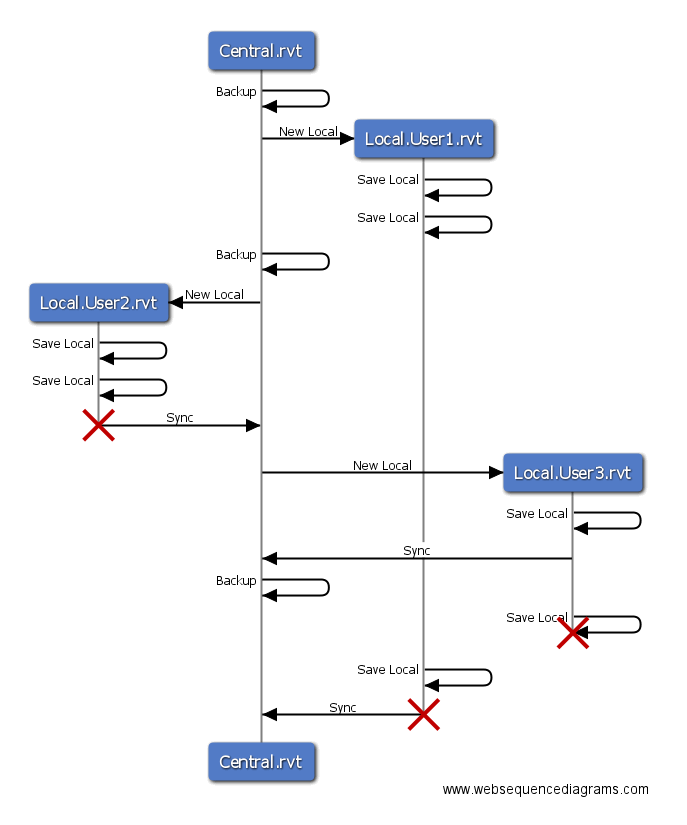 Central.rvt
Backup
New Local
Local.User1.rvt
Save Local
Save Local
Backup
New Local
Local.User2.rvt
Save Local
Save Local
Sync
New Local
Local.User3.rvt
Save Local
Sync
Backup
Save Local
Save Local
Sync
Central.rvt
www.websequencediagrams.com